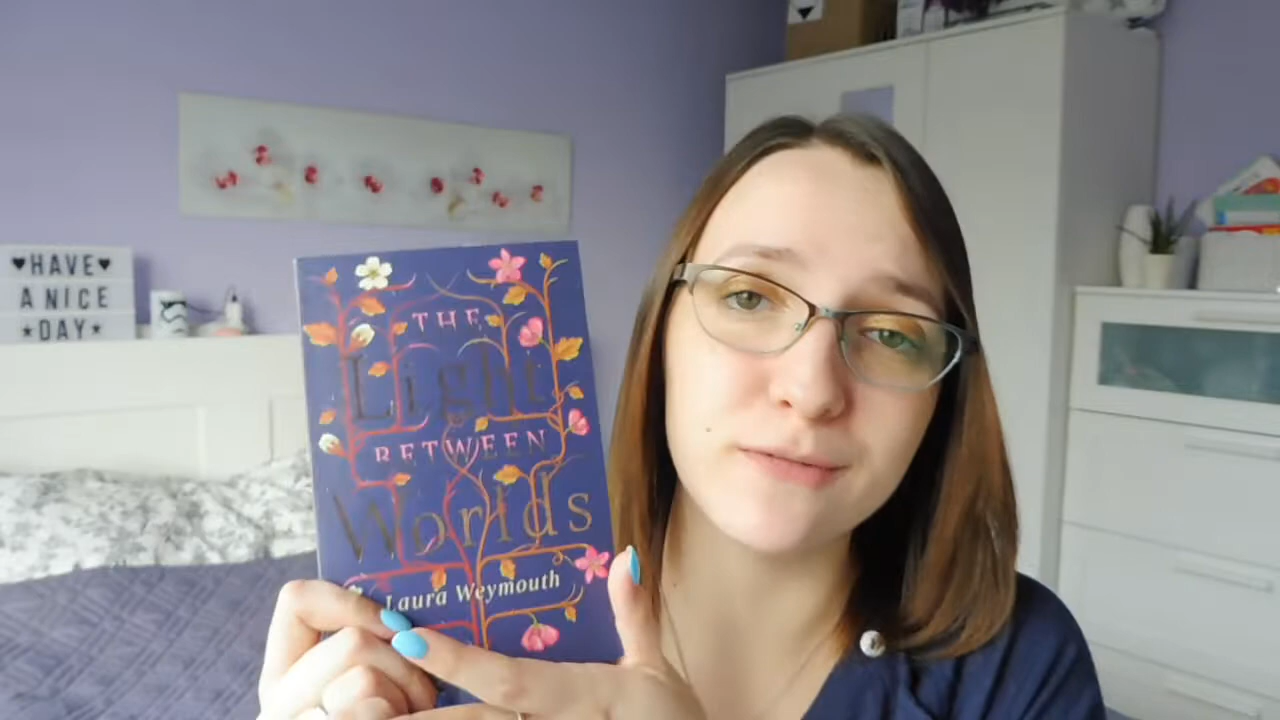 ♥HAVE♥
A NICE
★DAY★
THE
Light
BETWEEN
Worlds
Laura Weymouth